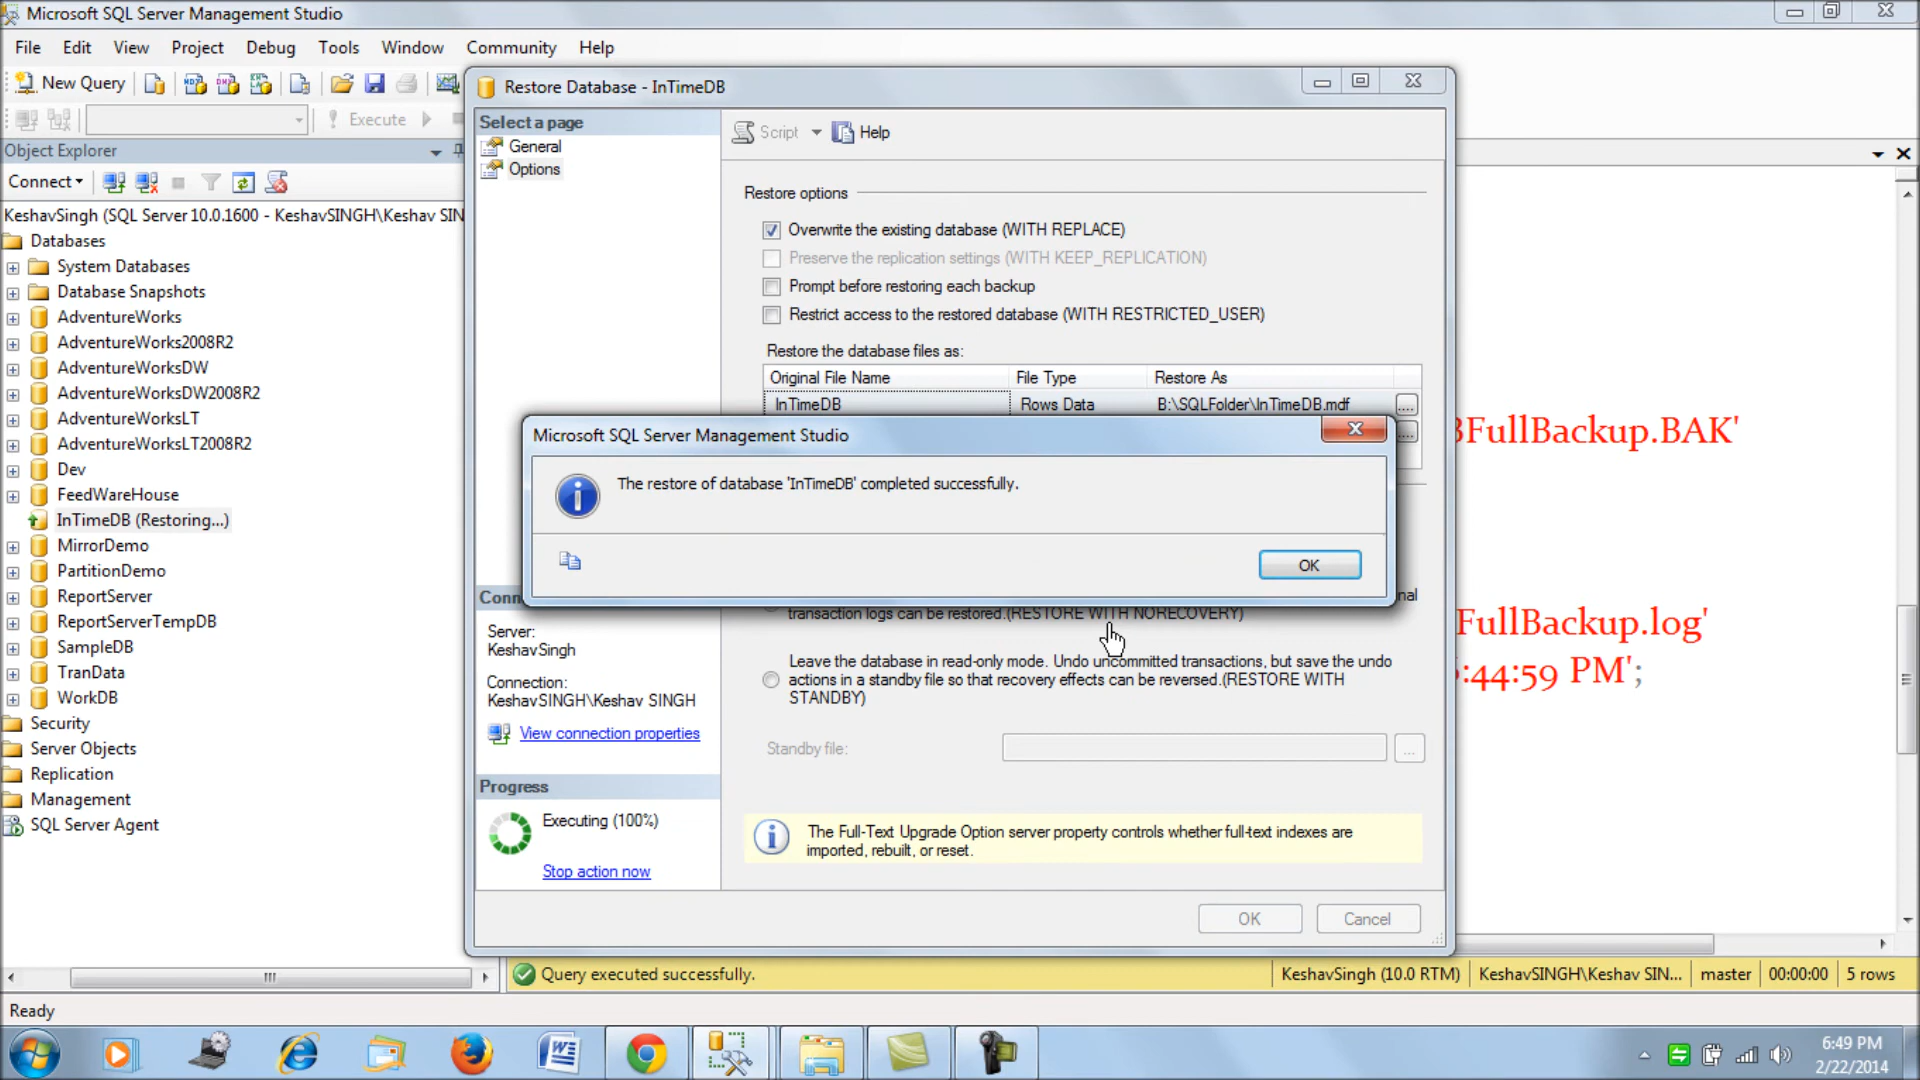 Microsoft SQL Server Management Studio
File Edit View Project Debug Tools Window Community Help
New Query
Execute
Object Explorer
Connect
KeshavSingh (SQL Server 10.0.1600 - KeshavSINGH\Keshav SIN
Databases
System Databases
Database Snapshots
AdventureWorks
AdventureWorks2008R2
AdventureWorksDW
AdventureWorksDW2008R2
AdventureWorksLT
AdventureWorksLT2008R2
Dev
FeedWareHouse
InTimeDB (Restoring...)
MirrorDemo
PartitionDemo
ReportServer
ReportServerTempDB
SampleDB
TranData
WorkDB
Security
Server Objects
Replication
Management
SQL Server Agent
Restore Database - InTimeDB
Select a page
General
Options
Script Help
Restore options
Overwrite the existing database (WITH REPLACE)
Preserve the replication settings (WITH KEEP_REPLICATION)
Prompt before restoring each backup
Restrict access to the restored database (WITH RESTRICTED_USER)
Restore the database files as:
Original File Name File Type Restore As
InTimeDB Rows Data B:\SQLFolder\InTimeDB.mdf ...
...
Microsoft SQL Server Management Studio
The restore of database 'InTimeDB' completed successfully.
OK
nal
transaction logs can be restored.(RESTORE WITH NORECOVERY)
Leave the database in read-only mode. Undo uncommitted transactions, but save the undo
actions in a standby file so that recovery effects can be reversed.(RESTORE WITH
STANDBY)
Standby file: ...
The Full-Text Upgrade Option server property controls whether full-text indexes are
imported, rebuilt, or reset.
Conn
Server:
KeshavSingh
Connection:
KeshavSINGH\Keshav SINGH
View connection properties
Progress
Executing (100%)
Stop action now
OK Cancel
BFullBackup.BAK'
FullBackup.log'
:44:59 PM';
Query executed successfully. KeshavSingh (10.0 RTM) KeshavSINGH\Keshav SIN... master 00:00:00 5 rows
Ready
6:49 PM
2/22/2014